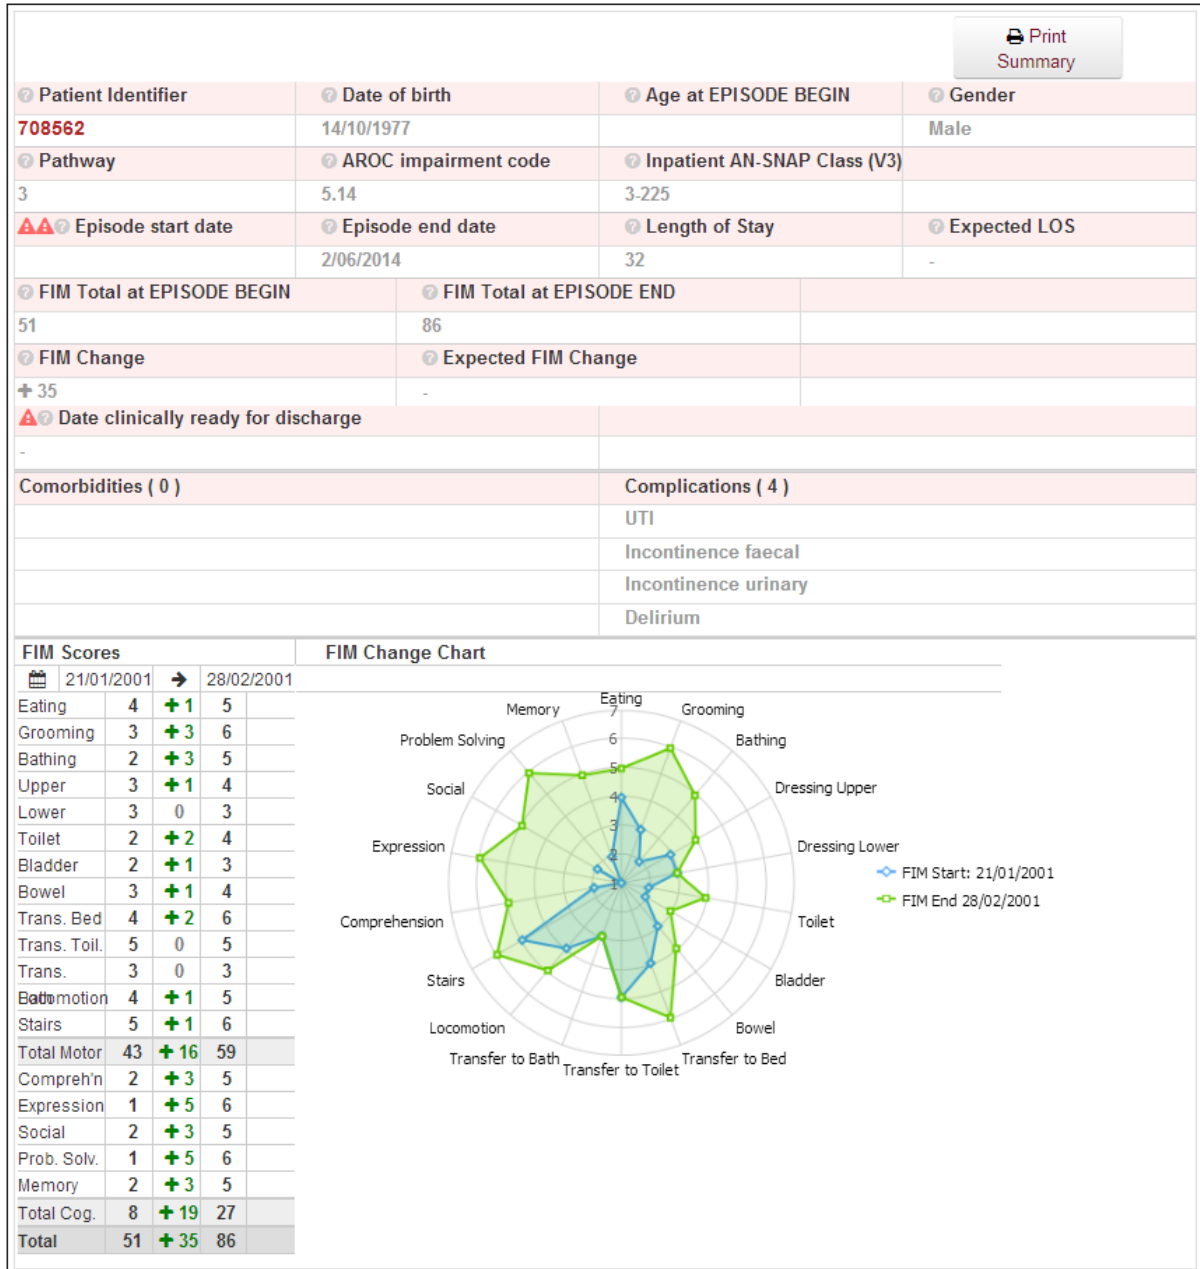 Print
Summary
Patient Identifier Date of birth Age at EPISODE BEGIN Gender
708562 14/10/1977 Male
Pathway AROC impairment code Inpatient AN-SNAP Class (V3)
3 5.14 3-225
Episode start date Episode end date Length of Stay Expected LOS
2/06/2014 32 -
FIM Total at EPISODE BEGIN FIM Total at EPISODE END
51 86
FIM Change Expected FIM Change
+ 35 -
Date clinically ready for discharge
-
Comorbidities ( 0 ) Complications ( 4 )
UTI
Incontinence faecal
Incontinence urinary
Delirium
FIM Scores FIM Change Chart
21/01/2001 → 28/02/2001
Eating 4 + 1 5
Grooming 3 + 3 6
Bathing 2 + 3 5
Upper 3 + 1 4
Lower 3 0 3
Toilet 2 + 2 4
Bladder 2 + 1 3
Bowel 3 + 1 4
Trans. Bed 4 + 2 6
Trans. Toil. 5 0 5
Trans. Bath 3 0 3
Locomotion 4 + 1 5
Stairs 5 + 1 6
Total Motor 43 + 16 59
Compreh'n 2 + 3 5
Expression 1 + 5 6
Social 2 + 3 5
Prob. Solv. 1 + 5 6
Memory 2 + 3 5
Total Cog. 8 + 19 27
Total 51 + 35 86
Eating
Grooming
Bathing
Dressing Upper
Dressing Lower
Toilet
Bladder
Bowel
Transfer to Bed
Transfer to Toilet
Transfer to Bath
Locomotion
Stairs
Comprehension
Expression
Social
Problem Solving
Memory
7
6
5
4
3
2
1
FIM Start: 21/01/2001
FIM End 28/02/2001